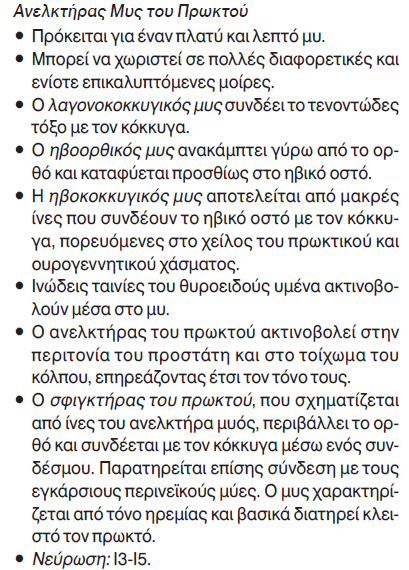 Ανελκτήρας Μυς του Πρωκτού
• Πρόκειται για έναν πλατύ και λεπτό μυ.
• Μπορεί να χωριστεί σε πολλές διαφορετικές και
ενίοτε επικαλυπτόμενες μοίρες.
• Ο λαγονοκοκκυγικός μυς συνδέει το τενοντώδες
τόξο με τον κόκκυγα.
• Ο ηβοορθικός μυς ανακάμπτει γύρω από το ορ-
θό και καταφύεται προσθίως στο ηβικό οστό.
• Η ηβοκοκκυγικός μυς αποτελείται από μακρές
ίνες που συνδέουν το ηβικό οστό με τον κόκκυ-
γα, πορευόμενες στο χείλος του πρωκτικού και
ουρογεννητικού χάσματος.
• Ινώδεις ταινίες του θυροειδούς υμένα ακτινοβο-
λούν μέσα στο μυ.
• Ο ανελκτήρας του πρωκτού ακτινοβολεί στην
περιτονία του προστάτη και στο τοίχωμα του
κόλπου, επηρεάζοντας έτσι τον τόνο τους.
• Ο σφιγκτήρας του πρωκτού, που σχηματίζεται
από ίνες του ανελκτήρα μυός, περιβάλλει το ορ-
θό και συνδέεται με τον κόκκυγα μέσω ενός συν-
δέσμου. Παρατηρείται επίσης σύνδεση με τους
εγκάρσιους περινεϊκούς μύες. Ο μυς χαρακτηρί-
ζεται από τόνο ηρεμίας και βασικά διατηρεί κλει-
στό τον πρωκτό.
• Νεύρωση: Ι3-Ι5.